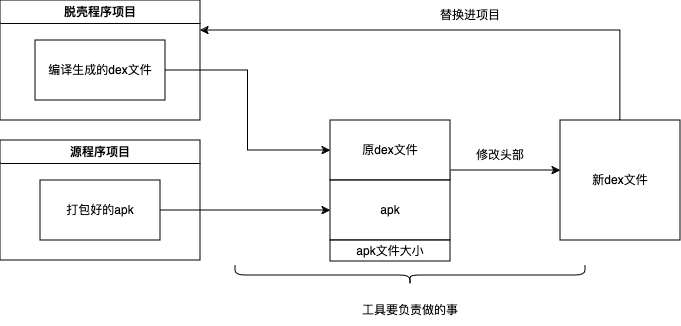 脱壳程序项目
替换进项目
编译生成的dex文件
源程序项目
打包好的apk
原dex文件
修改头部
新dex文件
apk
apk文件大小
工具要负责做的事